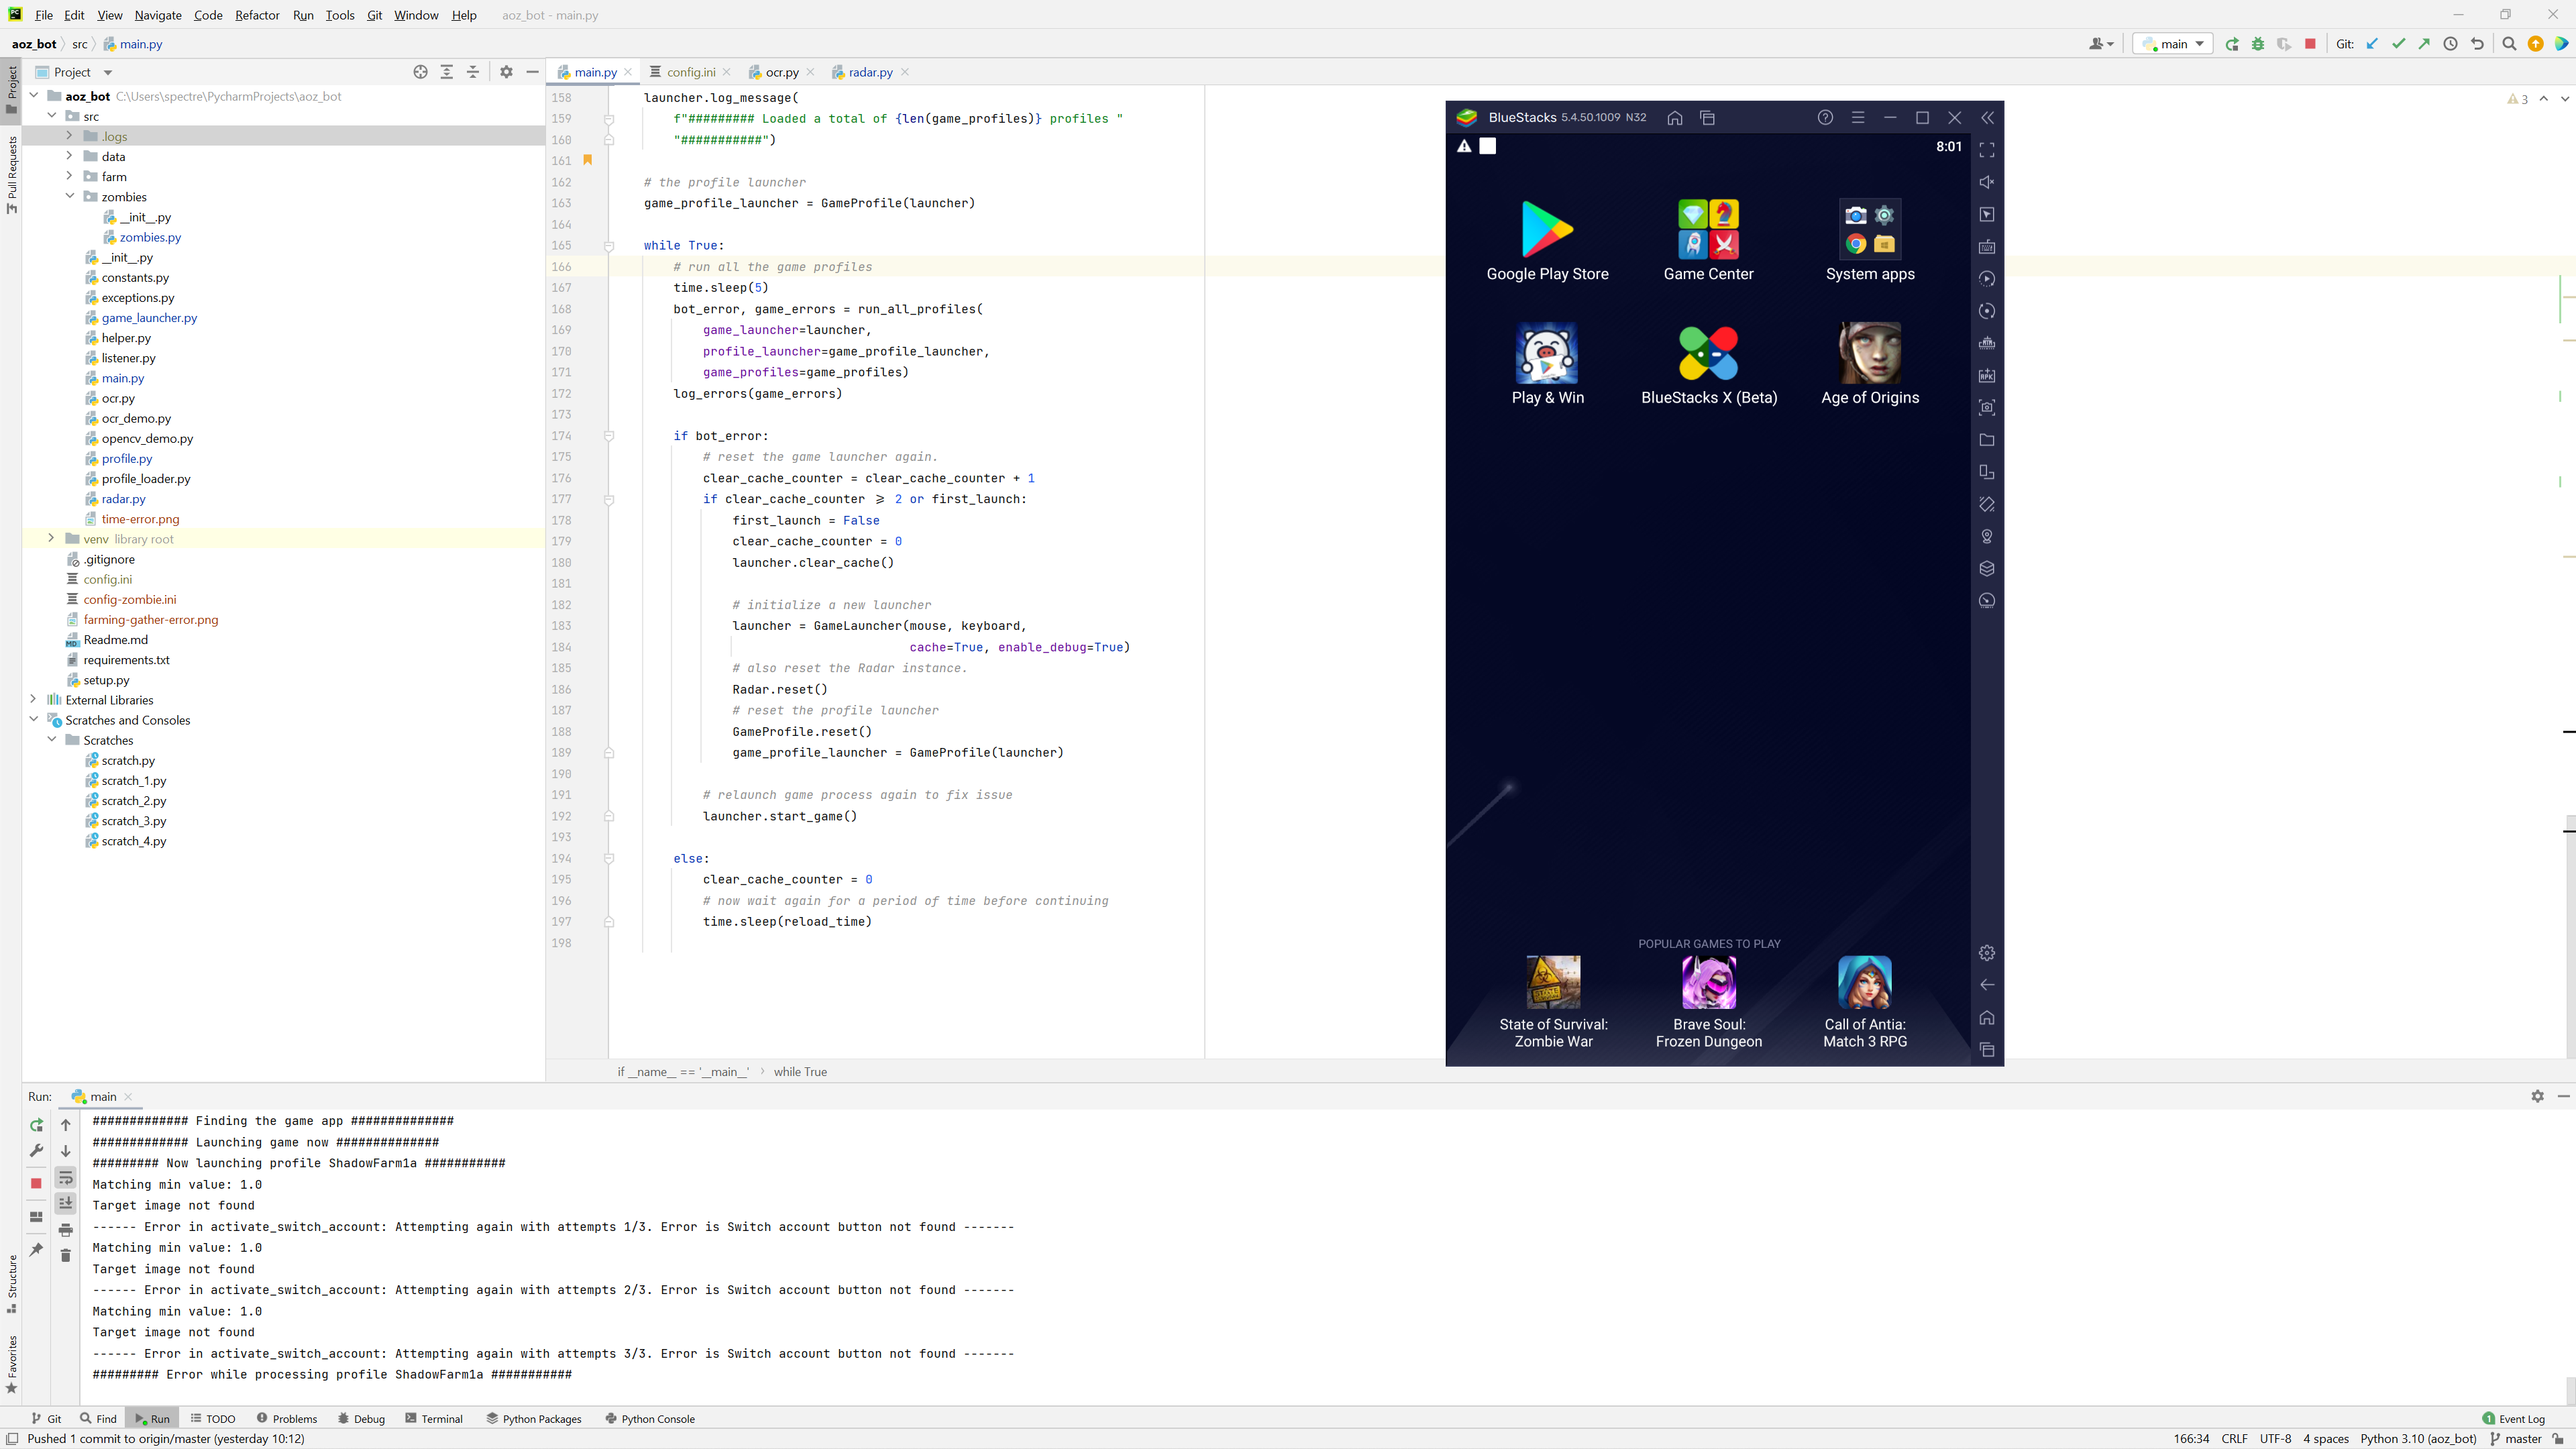 File Edit View Navigate Code Refactor Run Tools Git Window Help aoz_bot - main.py
aoz_bot src main.py
main
Git:
Project
main.py
config.ini
ocr.py
radar.py
Project
Pull Requests
Structure
Favorites
aoz_bot C:\Users\spectre\PycharmProjects\aoz_bot
src
.logs
data
farm
zombies
__init__.py
zombies.py
__init__.py
constants.py
exceptions.py
game_launcher.py
helper.py
listener.py
main.py
ocr.py
ocr_demo.py
opencv_demo.py
profile.py
profile_loader.py
radar.py
time-error.png
venv library root
.gitignore
config.ini
config-zombie.ini
farming-gather-error.png
Readme.md
requirements.txt
setup.py
External Libraries
Scratches and Consoles
Scratches
scratch.py
scratch_1.py
scratch_2.py
scratch_3.py
scratch_4.py
158 launcher.log_message(
159 f"######### Loaded a total of {len(game_profiles)} profiles "
160 "###########")
161
162 # the profile launcher
163 game_profile_launcher = GameProfile(launcher)
164
165 while True:
166 # run all the game profiles
167 time.sleep(5)
168 bot_error, game_errors = run_all_profiles(
169 game_launcher=launcher,
170 profile_launcher=game_profile_launcher,
171 game_profiles=game_profiles)
172 log_errors(game_errors)
173
174 if bot_error:
175 # reset the game launcher again.
176 clear_cache_counter = clear_cache_counter + 1
177 if clear_cache_counter ≥ 2 or first_launch:
178 first_launch = False
179 clear_cache_counter = 0
180 launcher.clear_cache()
181
182 # initialize a new launcher
183 launcher = GameLauncher(mouse, keyboard,
184 cache=True, enable_debug=True)
185 # also reset the Radar instance.
186 Radar.reset()
187 # reset the profile launcher
188 GameProfile.reset()
189 game_profile_launcher = GameProfile(launcher)
190
191 # relaunch game process again to fix issue
192 launcher.start_game()
193
194 else:
195 clear_cache_counter = 0
196 # now wait again for a period of time before continuing
197 time.sleep(reload_time)
198
if __name__ == '__main__' while True
3
BlueStacks 5.4.50.1009 N32
8:01
Google Play Store
Game Center
System apps
Play & Win
BlueStacks X (Beta)
Age of Origins
POPULAR GAMES TO PLAY
State of Survival:
Zombie War
Brave Soul:
Frozen Dungeon
Call of Antia:
Match 3 RPG
Run: main
############# Finding the game app ##############
############# Launching game now ##############
######### Now launching profile ShadowFarm1a ###########
Matching min value: 1.0
Target image not found
------ Error in activate_switch_account: Attempting again with attempts 1/3. Error is Switch account button not found -------
Matching min value: 1.0
Target image not found
------ Error in activate_switch_account: Attempting again with attempts 2/3. Error is Switch account button not found -------
Matching min value: 1.0
Target image not found
------ Error in activate_switch_account: Attempting again with attempts 3/3. Error is Switch account button not found -------
######### Error while processing profile ShadowFarm1a ###########
Git Find Run TODO Problems Debug Terminal Python Packages Python Console
1 Event Log
Pushed 1 commit to origin/master (yesterday 10:12)
166:34 CRLF UTF-8 4 spaces Python 3.10 (aoz_bot) master